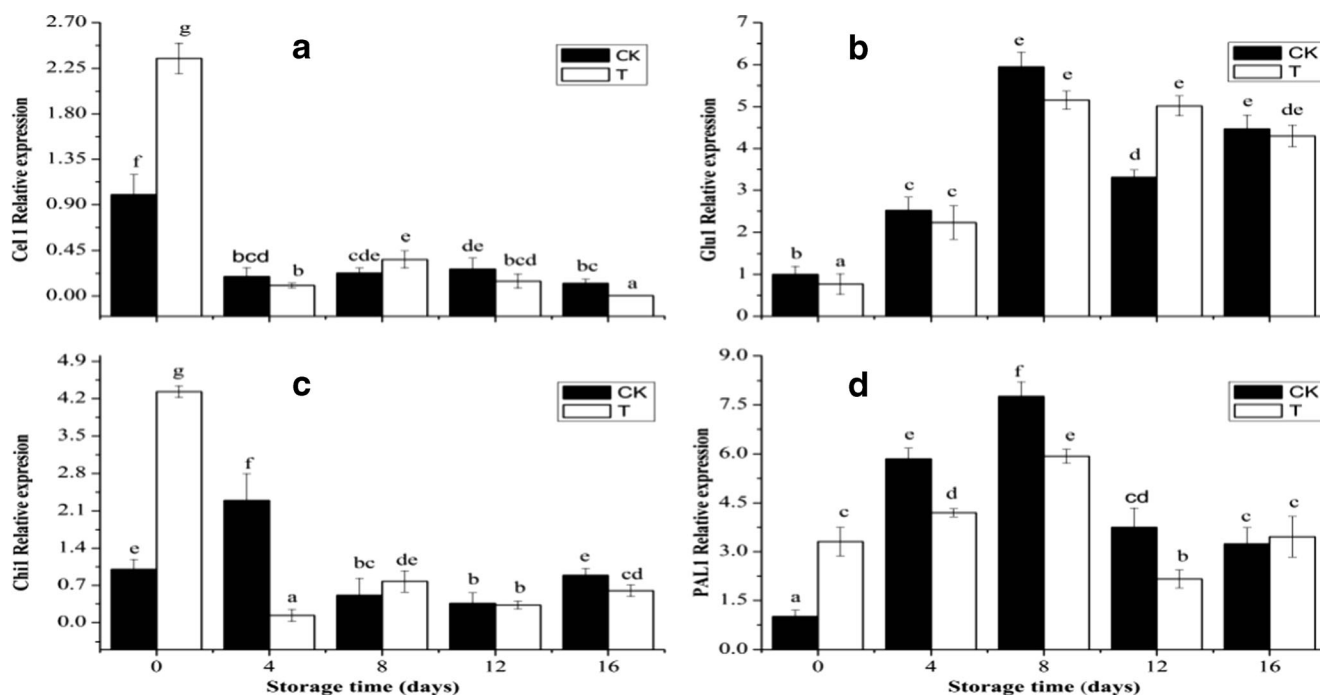 a
CK
T
Cel 1 Relative expression
2.70
2.25
1.80
1.35
0.90
0.45
0.00
f g
bcd b
cde e
de bcd
bc a
b
CK
T
Glu1 Relative expression
7
6
5
4
3
2
1
0
b a
c c
e e
d e
e de
c
CK
T
Chi1 Relative expresion
4.9
4.2
3.5
2.8
2.1
1.4
0.7
0.0
e g
f a
bc de
b b
e cd
0 4 8 12 16
Storage time (days)
d
CK
T
PAL1 Relative expression
9.0
7.5
6.0
4.5
3.0
1.5
0.0
a c
e d
f e
cd b
c c
0 4 8 12 16
Storage time (days)